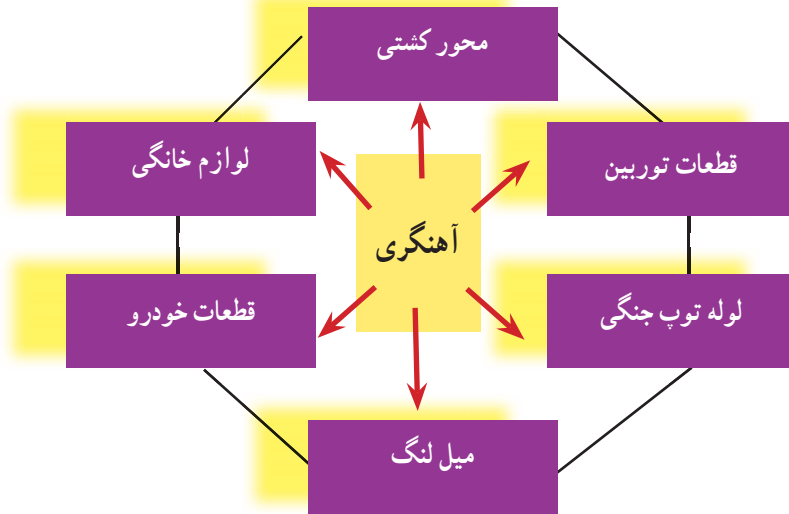 محور کشتی
قطعات توربین
لوازم خانگی
آهنگری
لوله توپ جنگی
قطعات خودرو
میل لنگ